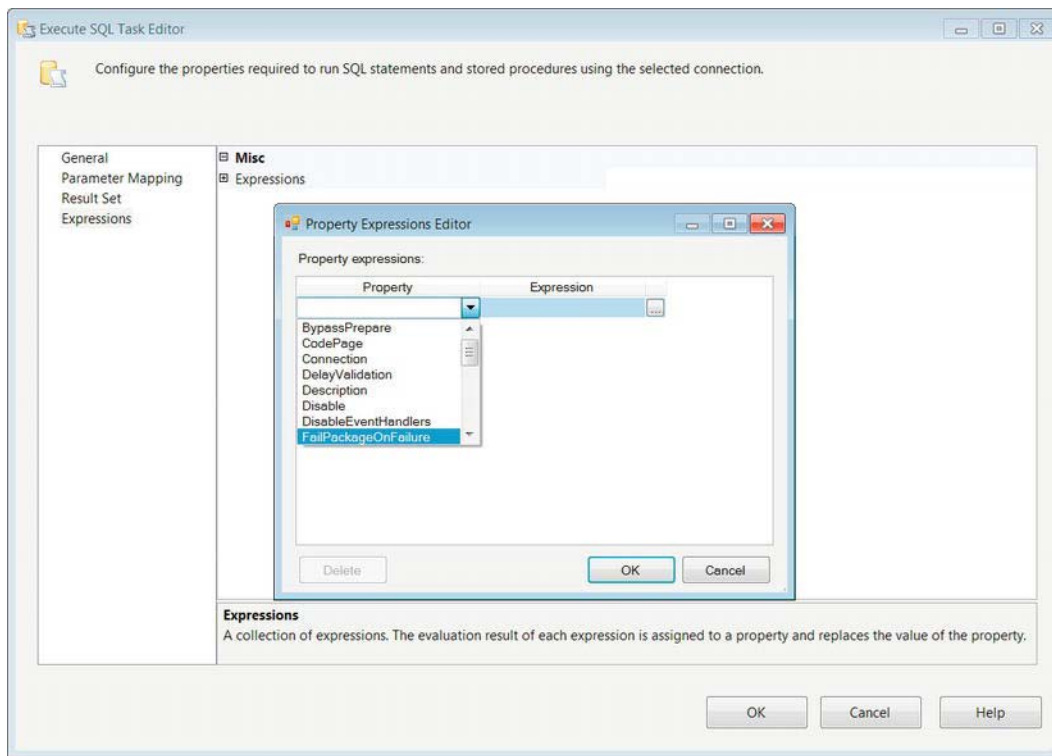 Execute SQL Task Editor
Configure the properties required to run SQL statements and stored procedures using the selected connection.
General
Parameter Mapping
Result Set
Expressions
Misc
Expressions
Property Expressions Editor
Property expressions:
Property Expression
...
BypassPrepare
CodePage
Connection
DelayValidation
Description
Disable
DisableEventHandlers
FailPackageOnFailure
Delete OK Cancel
Expressions
A collection of expressions. The evaluation result of each expression is assigned to a property and replaces the value of the property.
OK Cancel Help